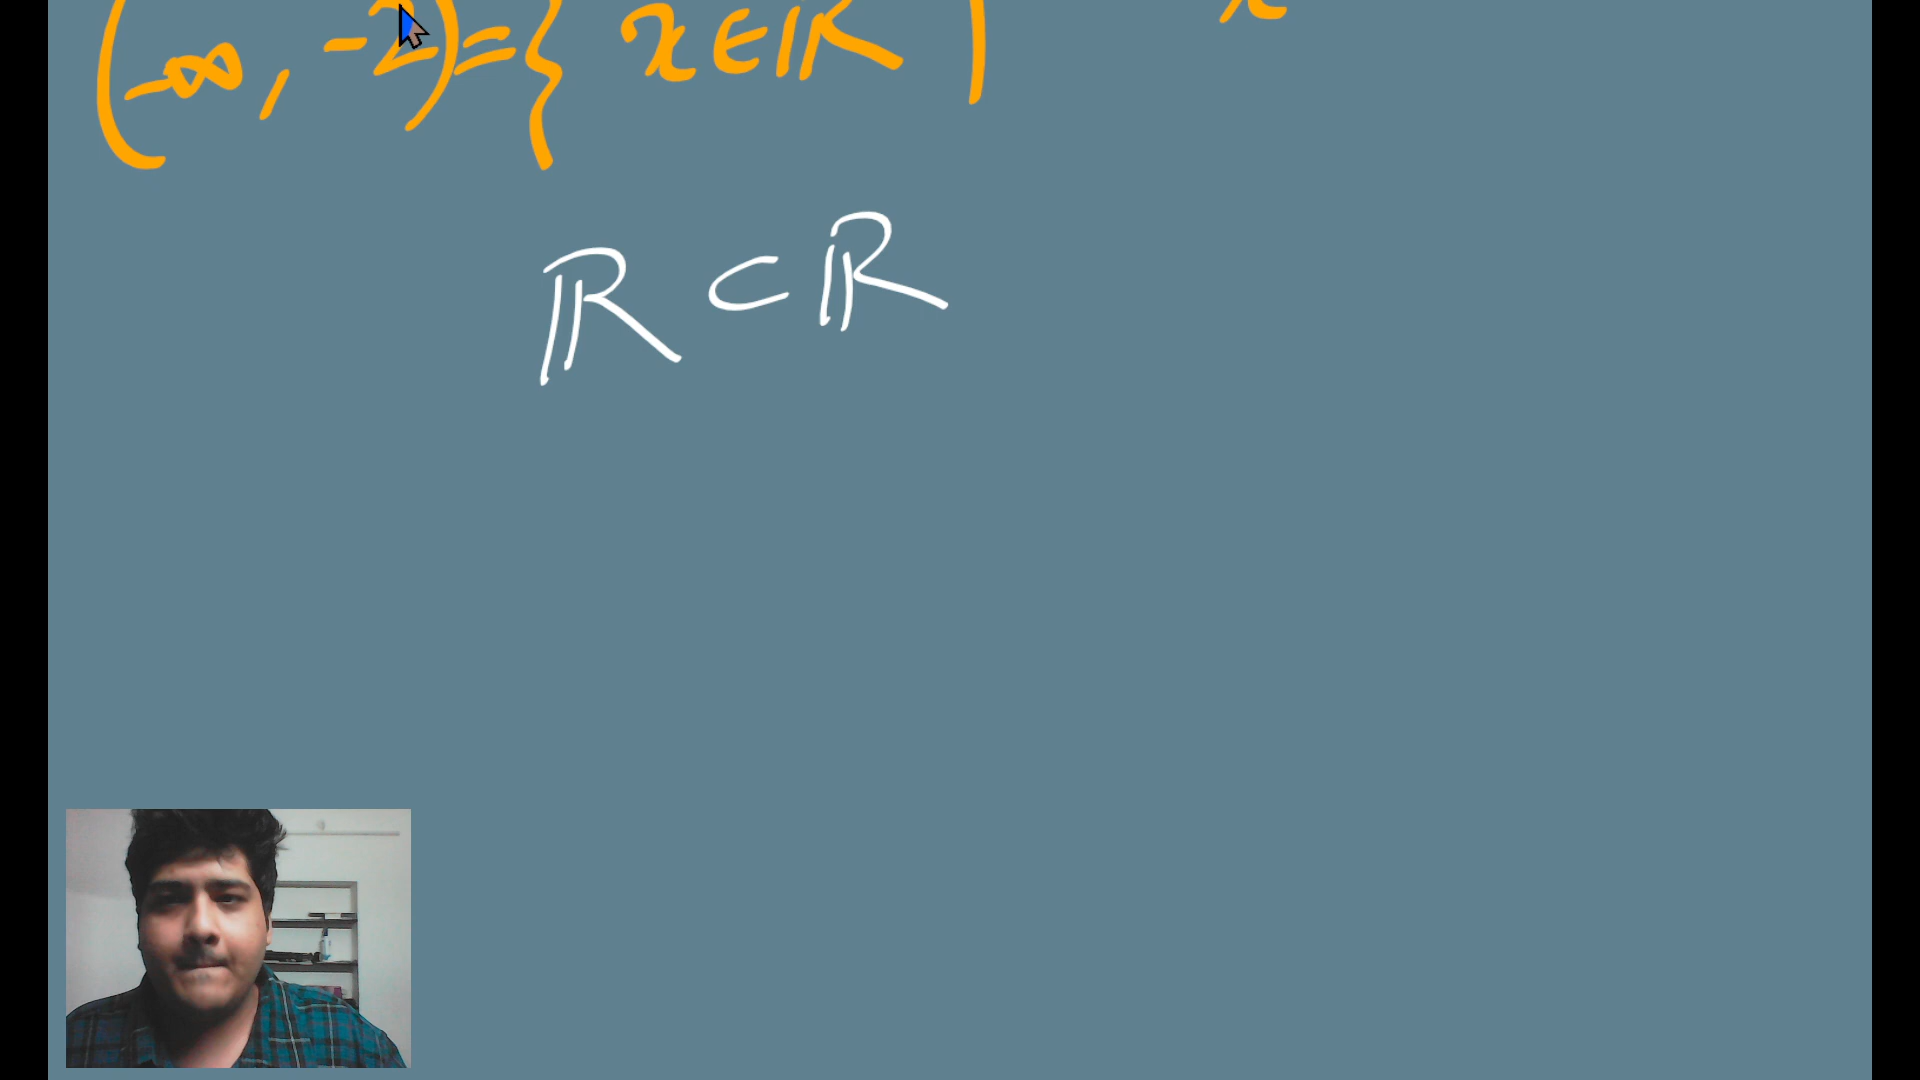 (-∞, -2) = { x ∈ ℝ |
ℝ ⊂ ℝ